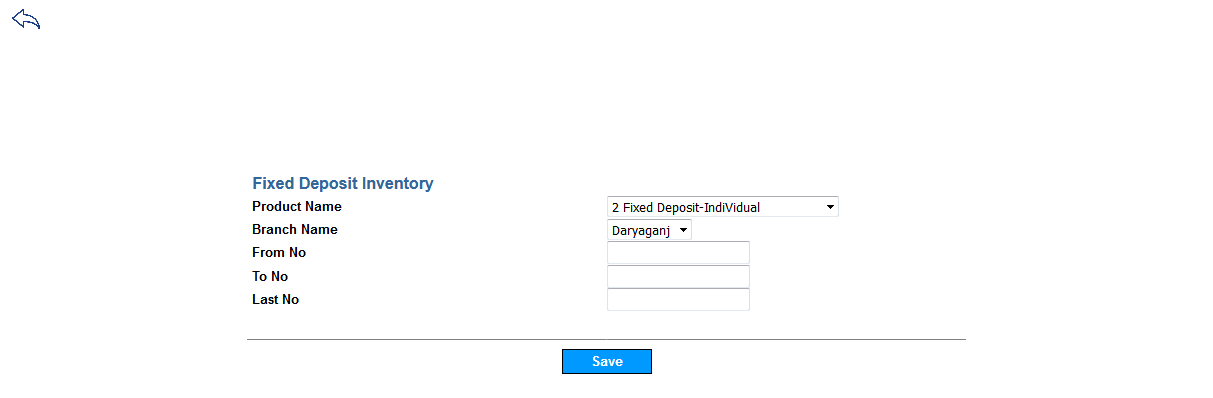 Fixed Deposit Inventory
Product Name 2 Fixed Deposit-IndiVidual
Branch Name Daryaganj
From No
To No
Last No
Save